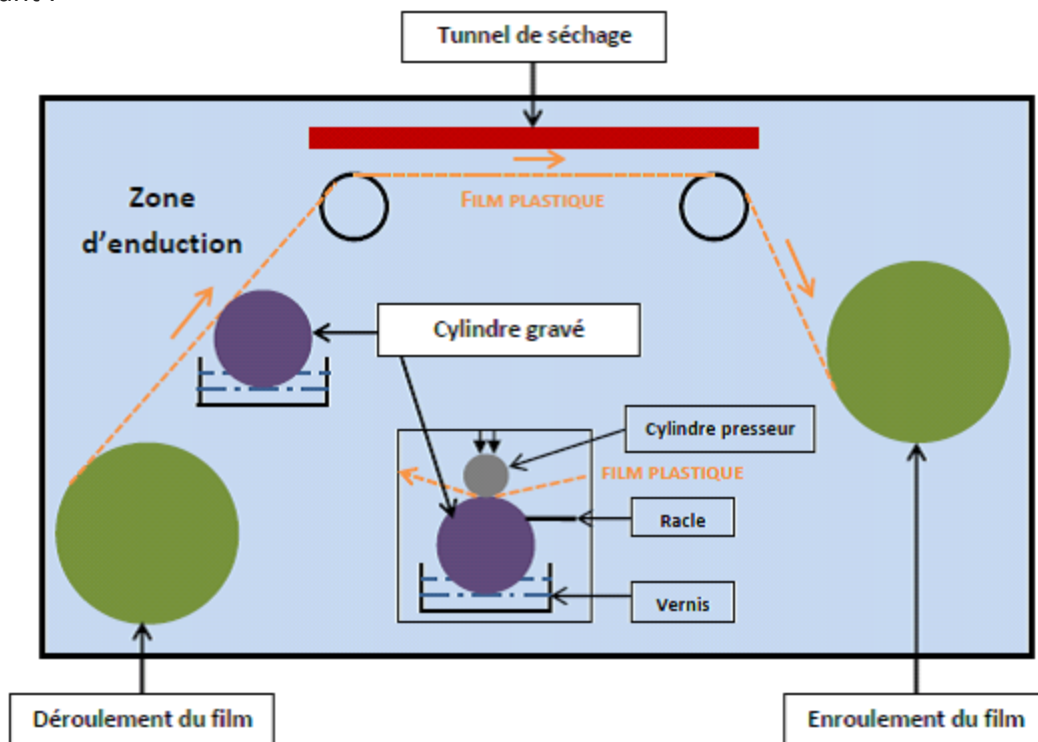 Tunnel de séchage
Zone
d'enduction
FILM PLASTIQUE
Cylindre gravé
Cylindre presseur
FILM PLASTIQUE
Racle
Vernis
Déroulement du film
Enroulement du film